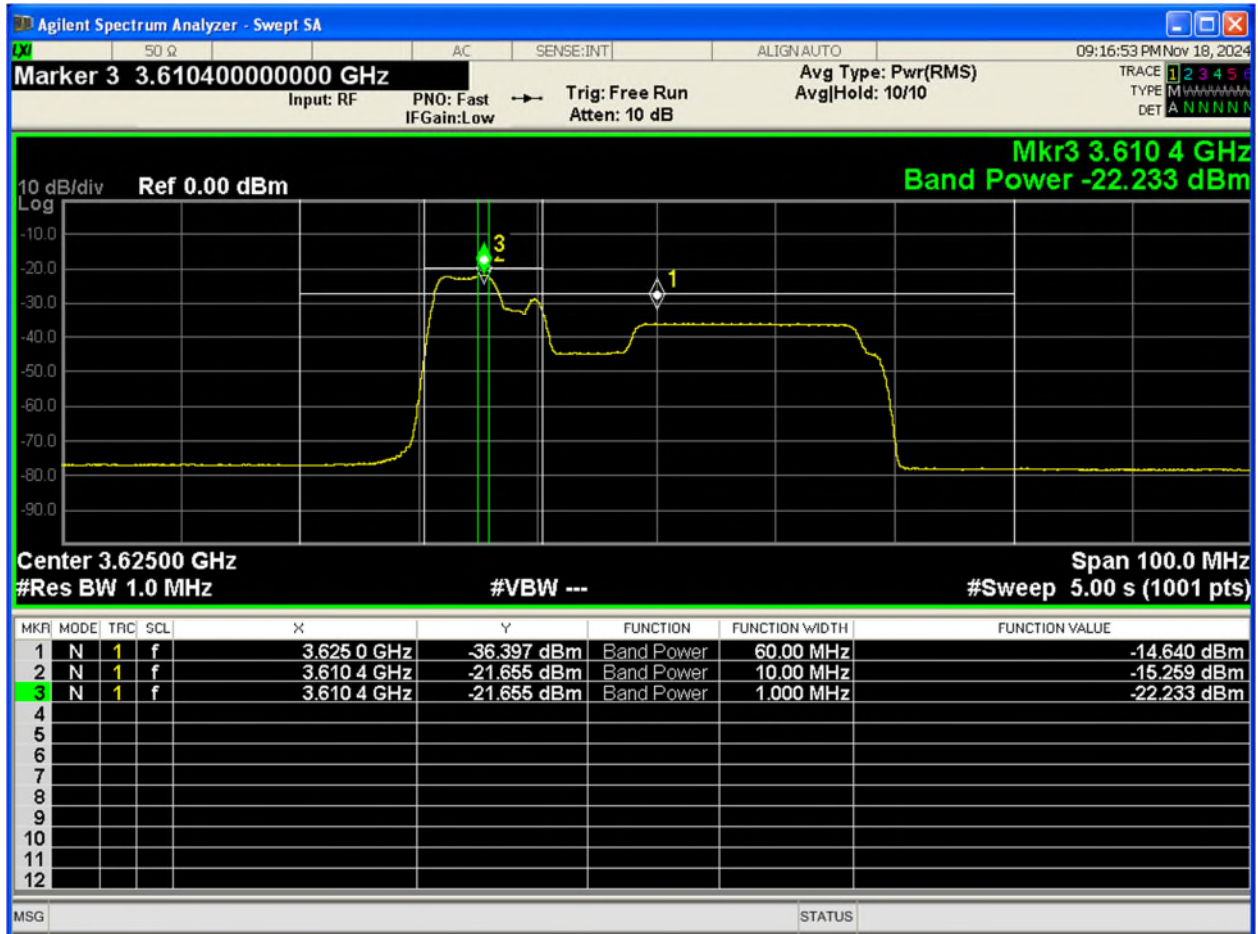 Agilent Spectrum Analyzer - Swept SA
LXI 50 Ω AC SENSE:INT ALIGNAUTO 09:16:53 PM Nov 18, 2024
Marker 3 3.610400000000 GHz
Input: RF PNO: Fast IFGain:Low Trig: Free Run Atten: 10 dB
Avg Type: Pwr(RMS)
Avg|Hold: 10/10
TRACE 1 2 3 4 5 6
TYPE M
DET A N N N N N
Mkr3 3.610 4 GHz
Band Power -22.233 dBm
10 dB/div Ref 0.00 dBm
Log
-10.0
-20.0
-30.0
-40.0
-50.0
-60.0
-70.0
-80.0
-90.0
3
1
Center 3.62500 GHz Span 100.0 MHz
#Res BW 1.0 MHz #VBW --- #Sweep 5.00 s (1001 pts)
MKR MODE TRC SCL X Y FUNCTION FUNCTION WIDTH FUNCTION VALUE
1 N 1 f 3.625 0 GHz -36.397 dBm Band Power 60.00 MHz -14.640 dBm
2 N 1 f 3.610 4 GHz -21.655 dBm Band Power 10.00 MHz -15.259 dBm
3 N 1 f 3.610 4 GHz -21.655 dBm Band Power 1.000 MHz -22.233 dBm
4
5
6
7
8
9
10
11
12
MSG STATUS